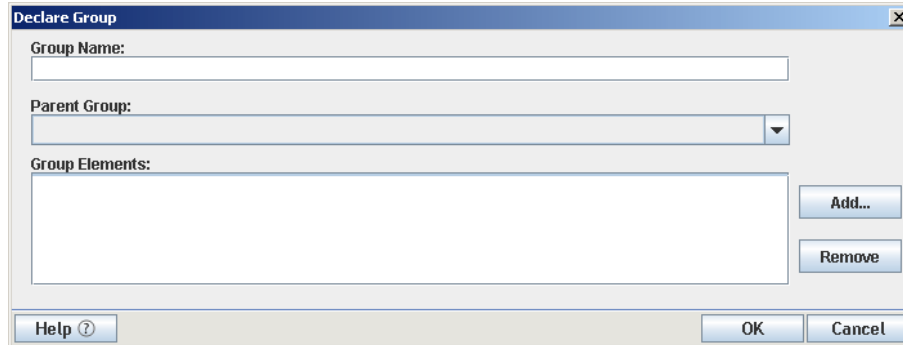 Declare Group
Group Name:
Parent Group:
Group Elements:
Add...
Remove
Help ?
OK
Cancel